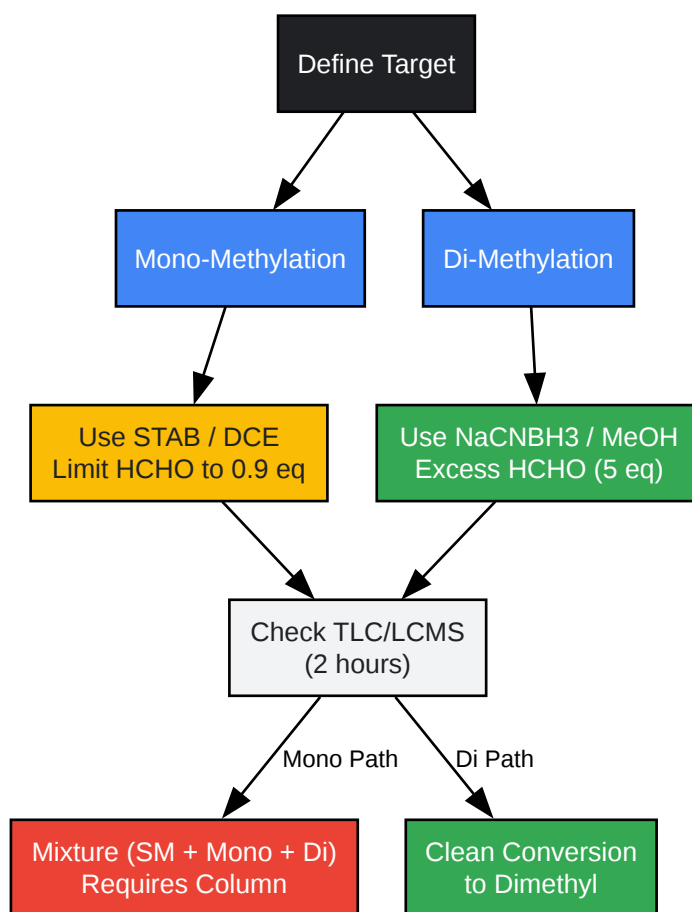 Define Target
Mono-Methylation
Di-Methylation
Use STAB / DCE
Limit HCHO to 0.9 eq
Use NaCNBH3 / MeOH
Excess HCHO (5 eq)
Check TLC/LCMS
(2 hours)
Mono Path
Di Path
Mixture (SM + Mono + Di)
Requires Column
Clean Conversion
to Dimethyl